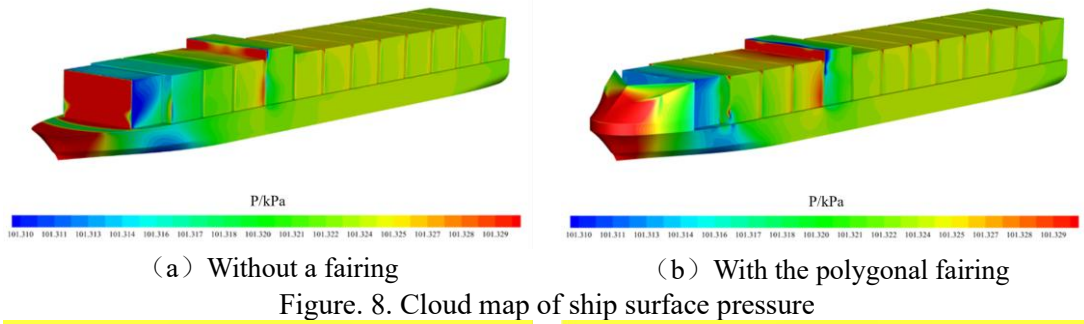 P/kPa
P/kPa
101.310 101.311 101.313 101.314 101.316 101.317 101.318 101.320 101.321 101.322 101.324 101.325 101.327 101.328 101.329
101.310 101.311 101.313 101.314 101.316 101.317 101.318 101.320 101.321 101.322 101.324 101.325 101.327 101.328 101.329
（a）Without a fairing
（b）With the polygonal fairing
Figure. 8. Cloud map of ship surface pressure